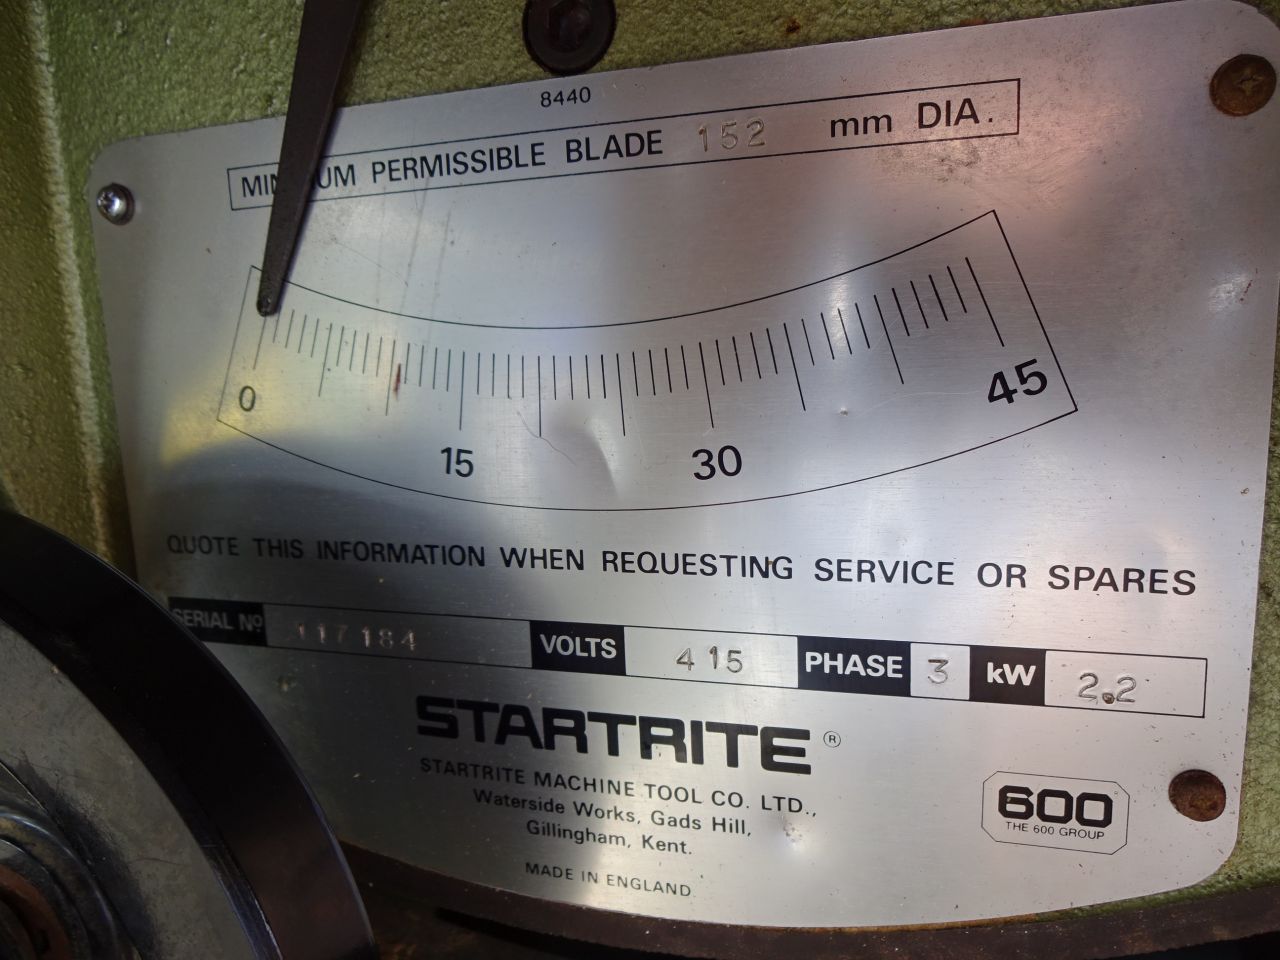 8440
PERMISSIBLE BLADE 152 mm DIA.
0
15
30
45
QUOTE THIS INFORMATION WHEN REQUESTING SERVICE OR SPARES
SERIAL Nº 117184 VOLTS 415 PHASE 3 kW 2.2
STARTRITE ®
STARTRITE MACHINE TOOL CO. LTD.,
Waterside Works, Gads Hill,
Gillingham, Kent.
MADE IN ENGLAND
600
THE 600 GROUP